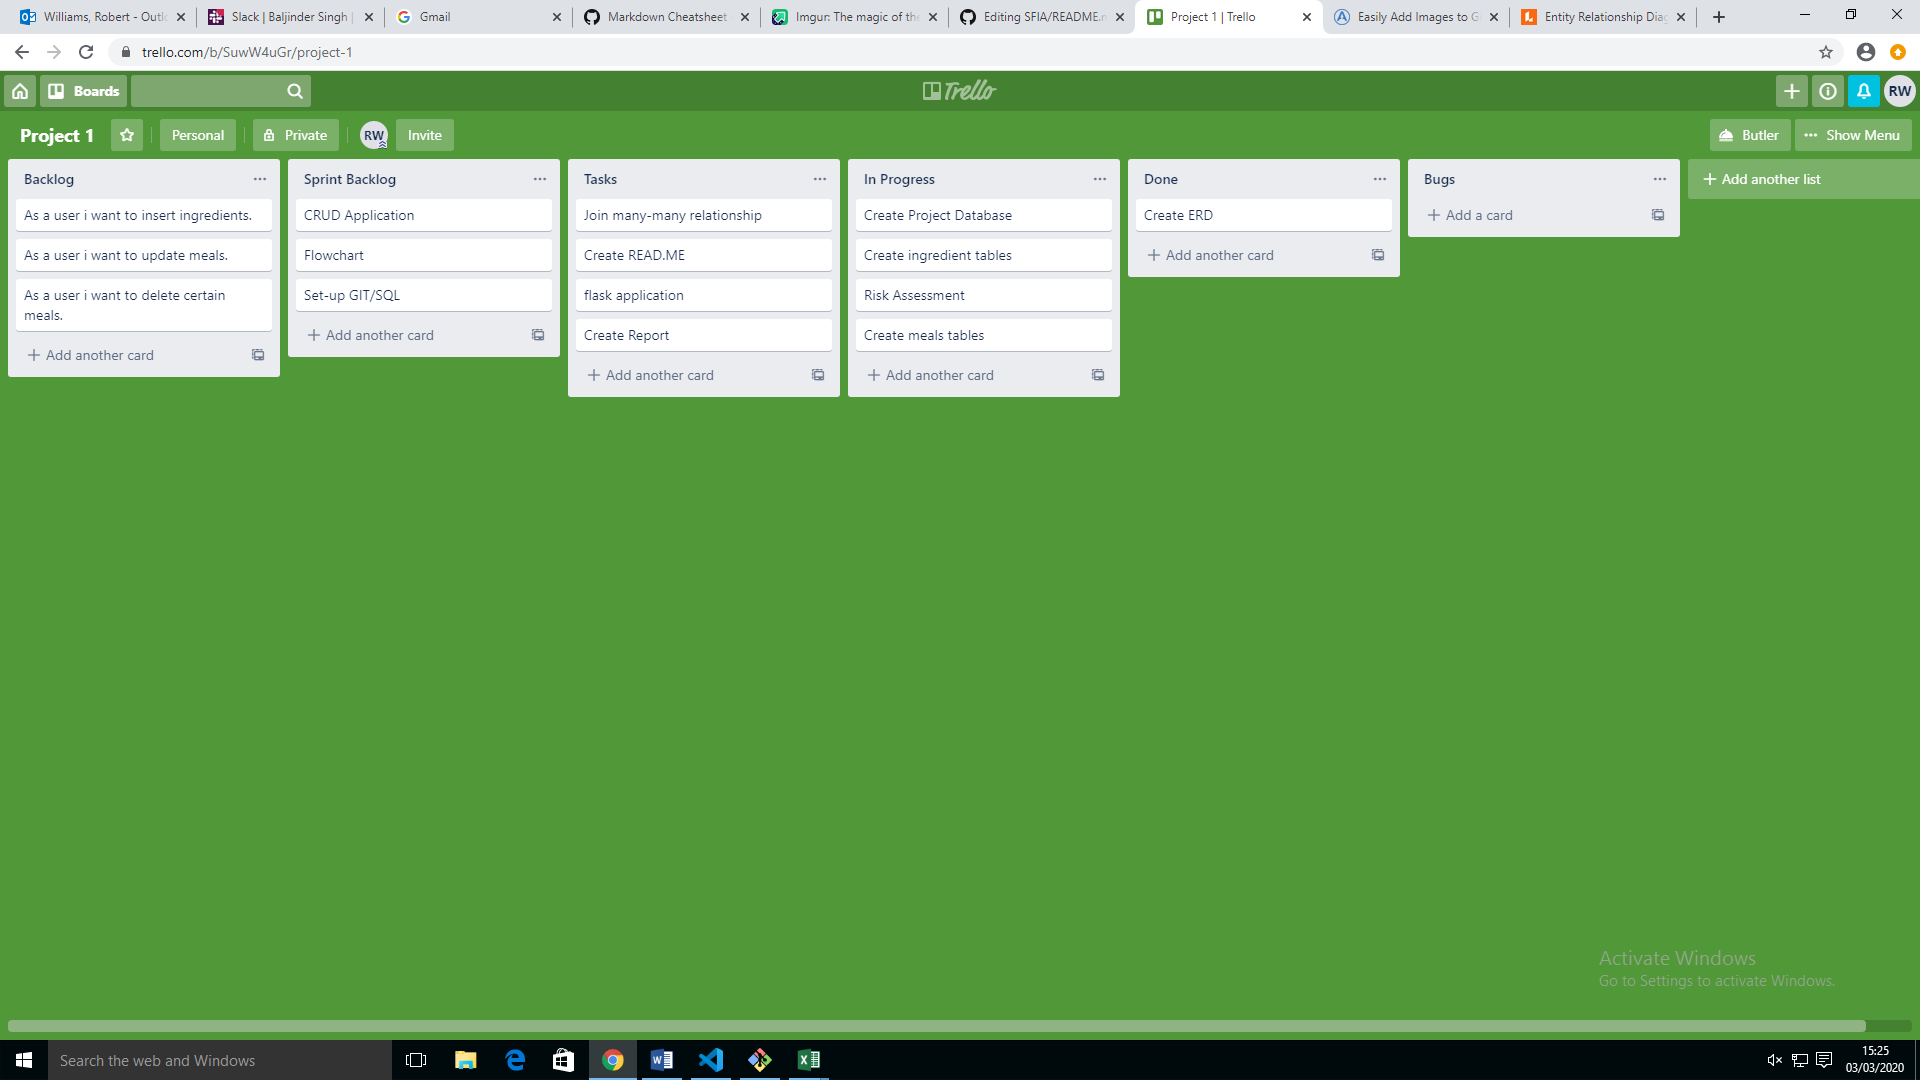 Williams, Robert - Outlo
Slack | Baljinder Singh |
Gmail
Markdown Cheatsheet
Imgur: The magic of the
Editing SFIA/README.m
Project 1 | Trello
Easily Add Images to G
Entity Relationship Dia
trello.com/b/SuwW4uGr/project-1
Boards
Trello
RW
Project 1
Personal
Private
RW
Invite
Butler
Show Menu
Backlog
As a user i want to insert ingredients.
As a user i want to update meals.
As a user i want to delete certain
meals.
Add another card
Sprint Backlog
CRUD Application
Flowchart
Set-up GIT/SQL
Add another card
Tasks
Join many-many relationship
Create READ.ME
flask application
Create Report
Add another card
In Progress
Create Project Database
Create ingredient tables
Risk Assessment
Create meals tables
Add another card
Done
Create ERD
Add another card
Bugs
Add a card
Add another list
Activate Windows
Go to Settings to activate Windows.
Search the web and Windows
15:25
03/03/2020